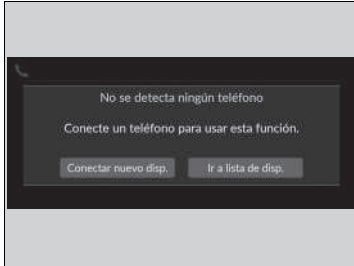 No se detecta ningún teléfono
Conecte un teléfono para usar esta función.
Conectar nuevo disp.
Ir a lista de disp.